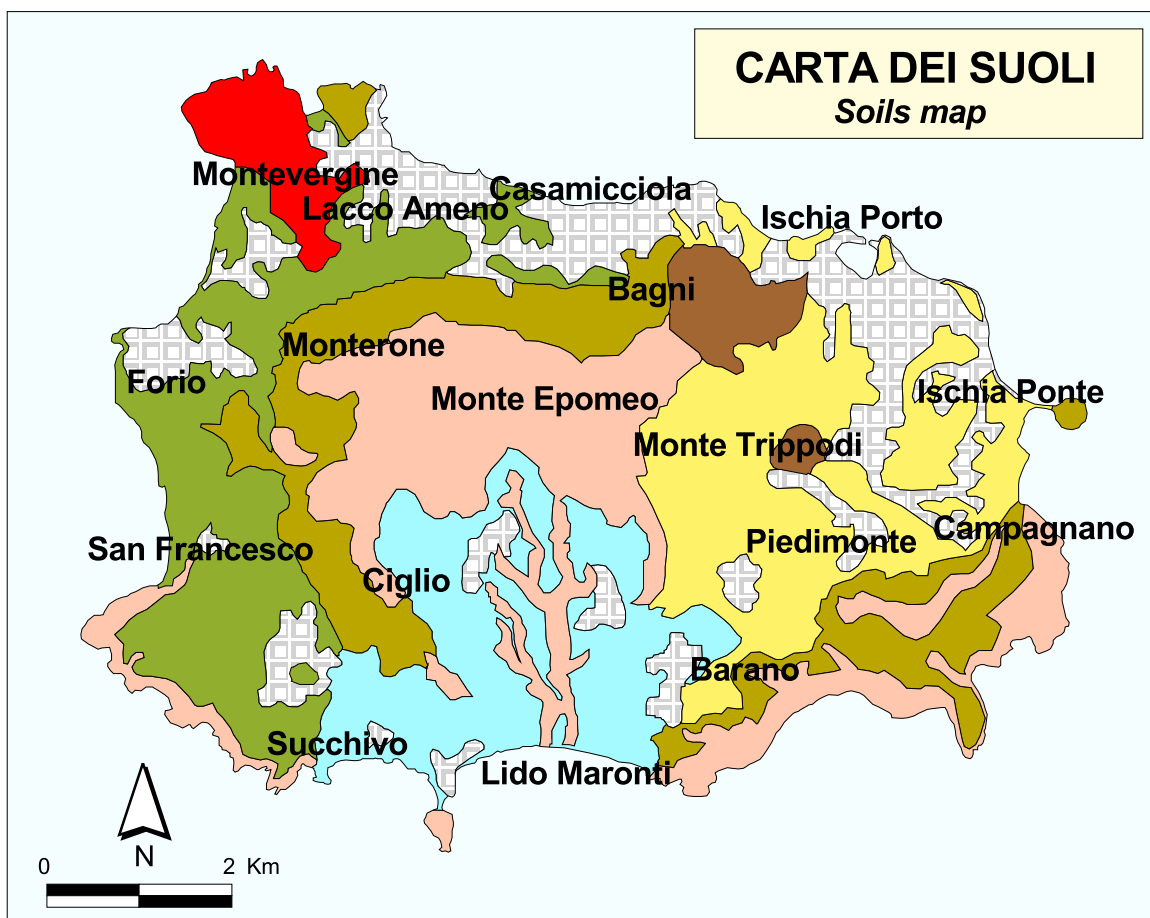 CARTA DEI SUOLI
Soils map
Montevergine
Lacco Ameno
Casamicciola
Ischia Porto
Bagni
Monterone
Forio
Monte Epomeo
Ischia Ponte
Monte Trippodi
San Francesco
Piedimonte
Campagnano
Ciglio
Barano
Succhivo
Lido Maronti
N
0 2 Km